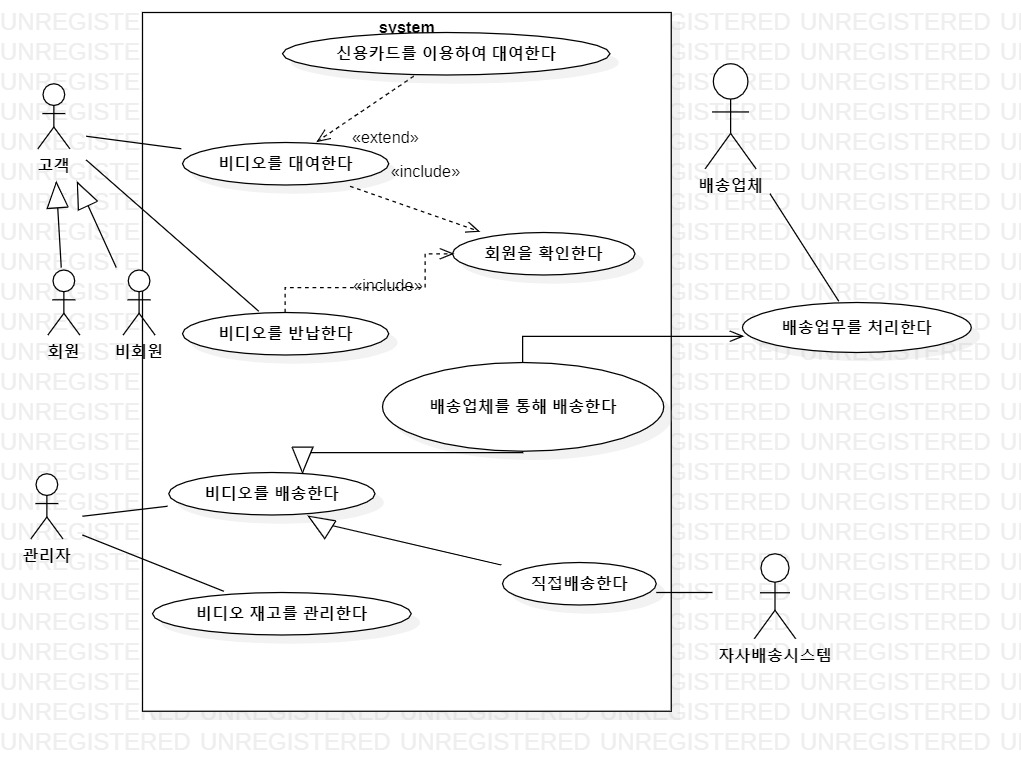 system
신용카드를 이용하여 대여한다
«extend»
비디오를 대여한다
«include»
고객
배송업체
회원을 확인한다
«include»
비디오를 반납한다
배송업무를 처리한다
회원
비회원
배송업체를 통해 배송한다
비디오를 배송한다
관리자
직접배송한다
비디오 재고를 관리한다
자사배송시스템
UNREGISTERED UNREGISTERED UNREGISTERED UNREGISTERED UNREGISTERED